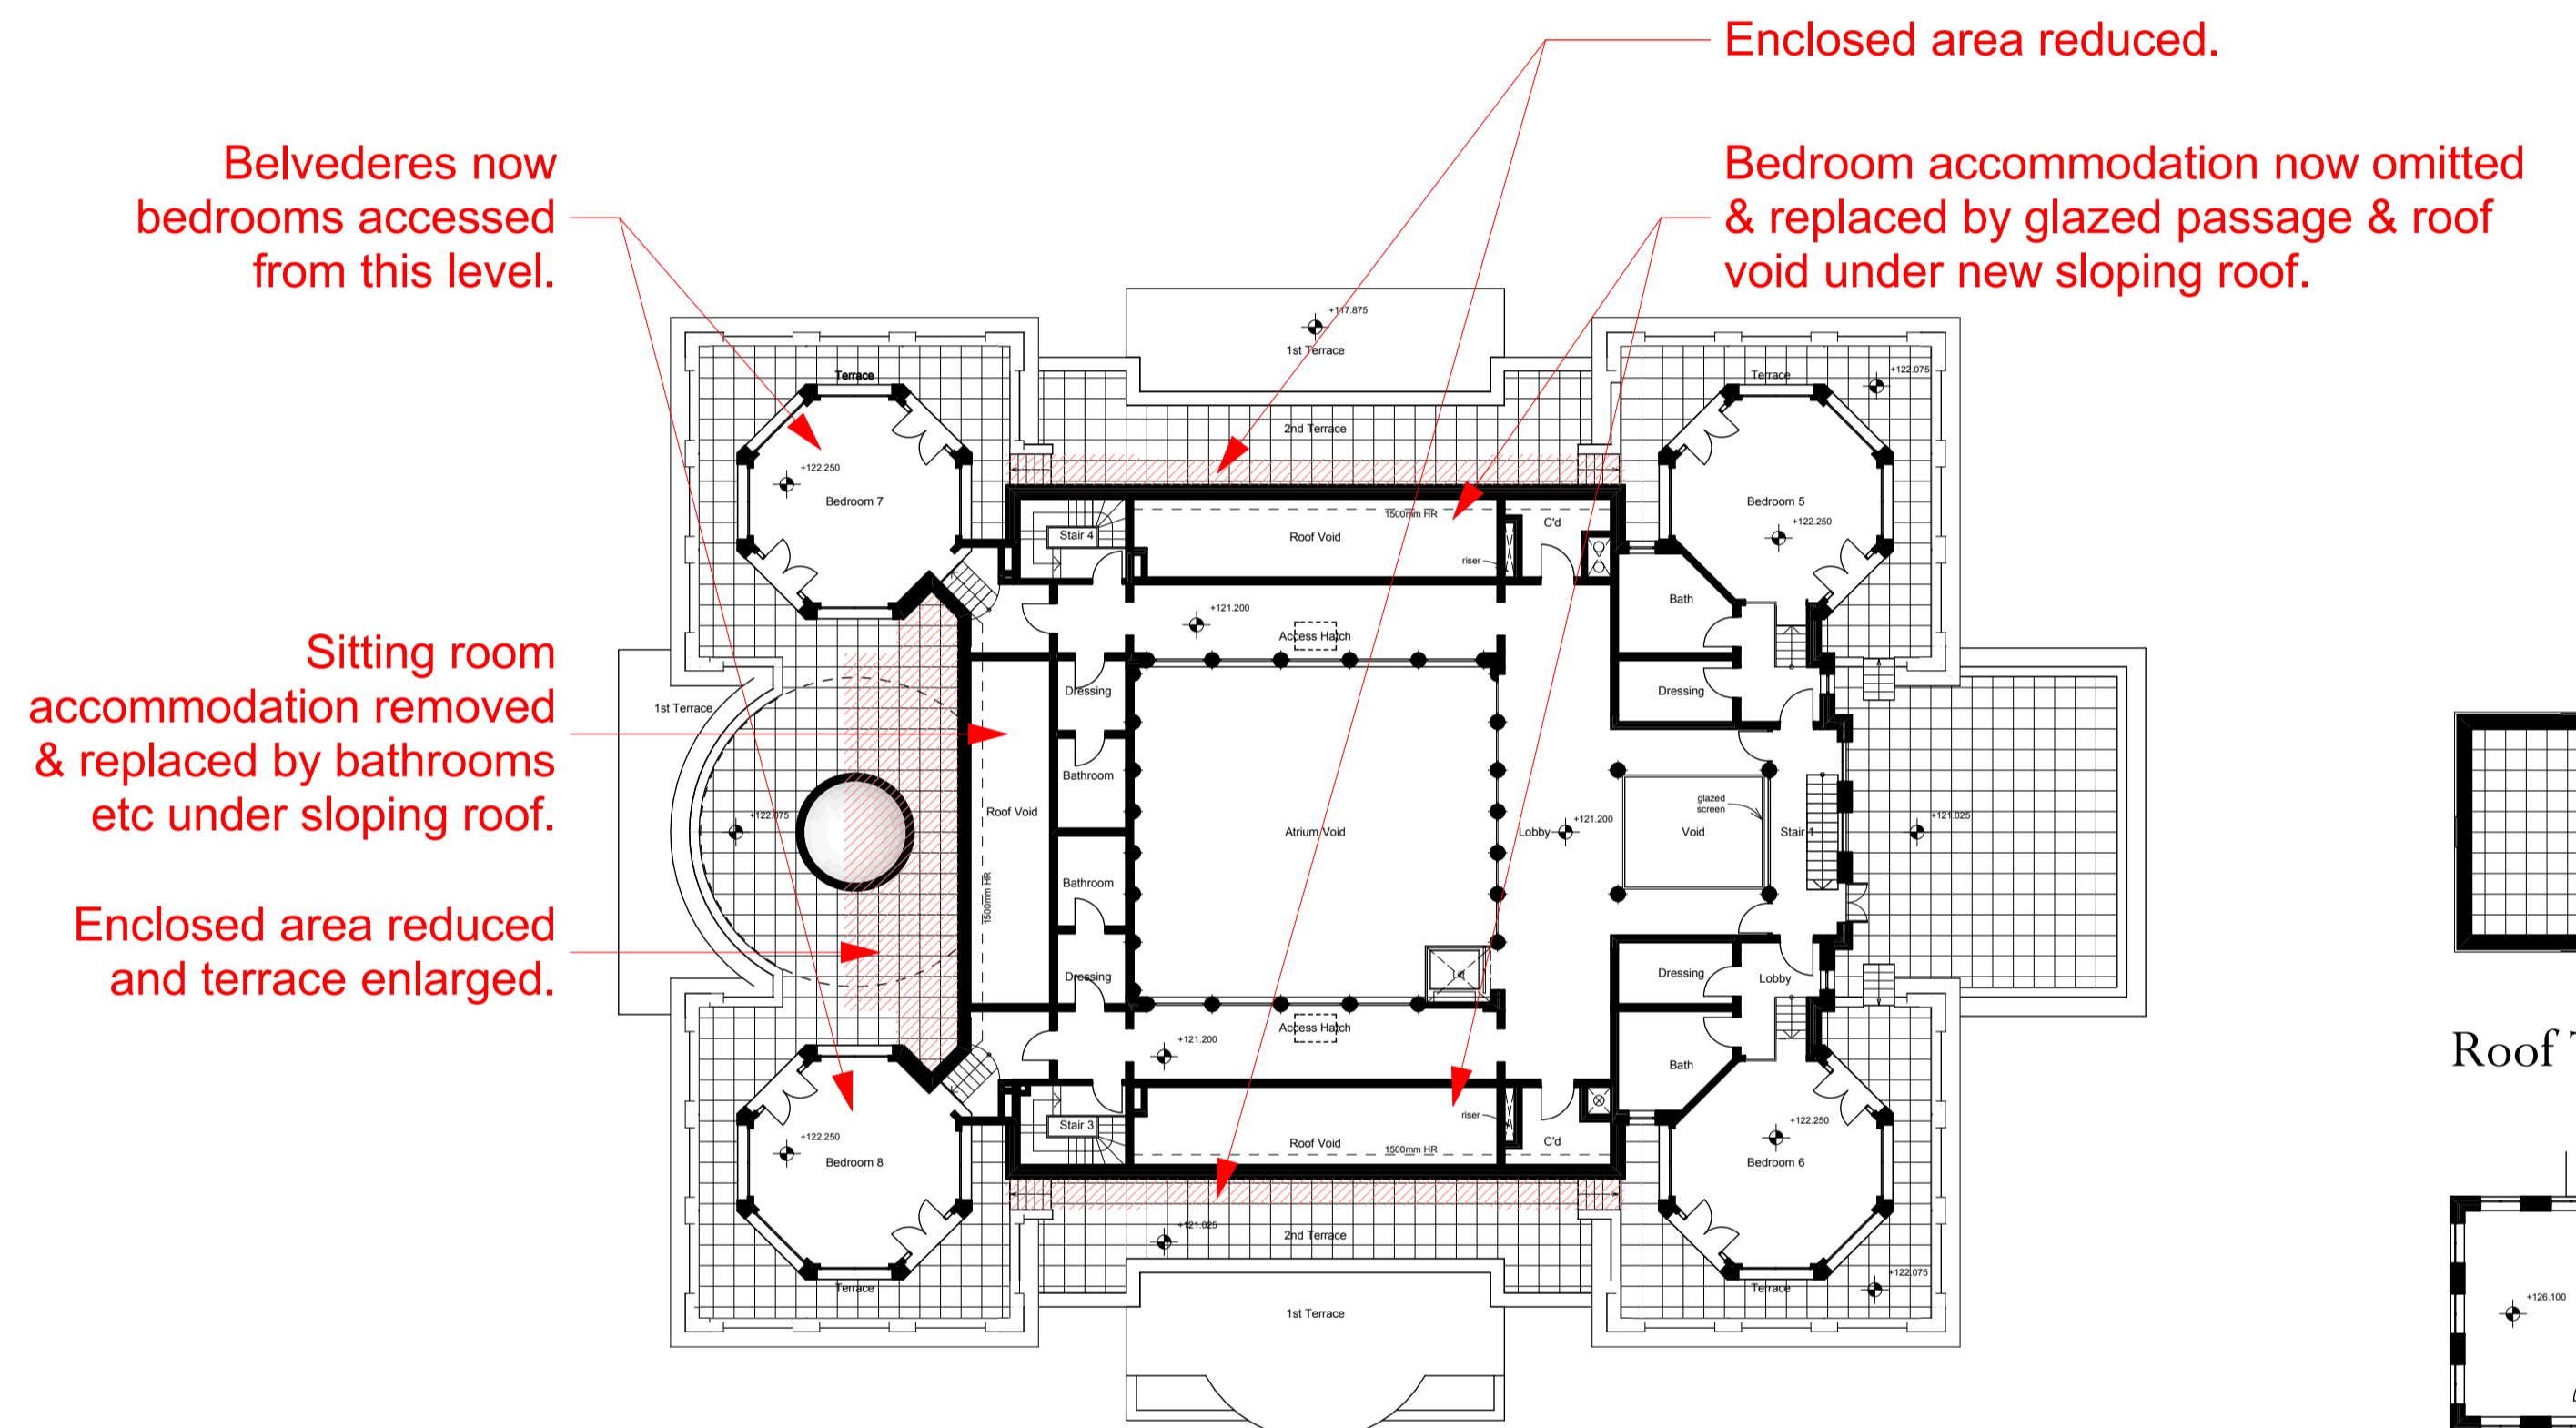 Enclosed area reduced.
Belvederes now
bedrooms accessed
from this level.
Bedroom accommodation now omitted
& replaced by glazed passage & roof
void under new sloping roof.
+117.875
1st Terrace
Terrace
Terrace
+122.075
2nd Terrace
+122.250
Bedroom 7
Bedroom 5
+122.250
1500mm HR
C'd
Stair 4
Roof Void
riser
Bath
+121.200
Access Hatch
Sitting room
accommodation removed
& replaced by bathrooms
etc under sloping roof.
Dressing
Dressing
1st Terrace
Bathroom
glazed
screen
Roof Void
+122.075
Atrium Void
Lobby
+121.200
Void
Stair 1
+121.025
Bathroom
1500mm HR
Enclosed area reduced
and terrace enlarged.
Dressing
Lift
Dressing
Lobby
Access Hatch
+121.200
Roof
Bath
riser
Stair 3
+122.250
+122.250
Roof Void
1500mm HR
C'd
Bedroom 8
Bedroom 6
+121.025
2nd Terrace
Terrace
Terrace
+122.075
1st Terrace
+126.100